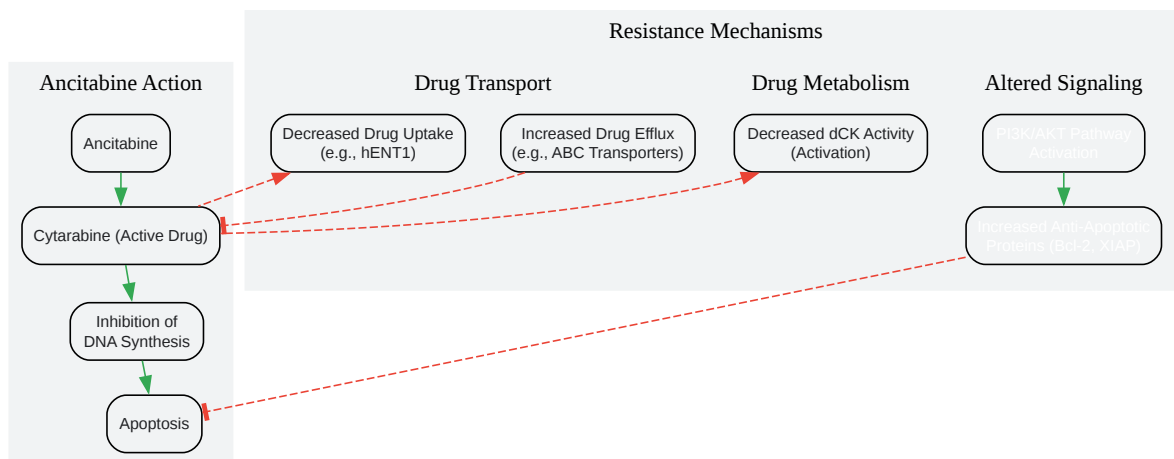 Resistance Mechanisms
Ancitabine Action
Drug Transport
Drug Metabolism
Altered Signaling
Ancitabine
Decreased Drug Uptake
(e.g., hENT1)
Increased Drug Efflux
(e.g., ABC Transporters)
Decreased dCK Activity
(Activation)
PI3K/AKT Pathway
Activation
Cytarabine (Active Drug)
Increased Anti-Apoptotic
Proteins (Bcl-2, XIAP)
Inhibition of
DNA Synthesis
Apoptosis